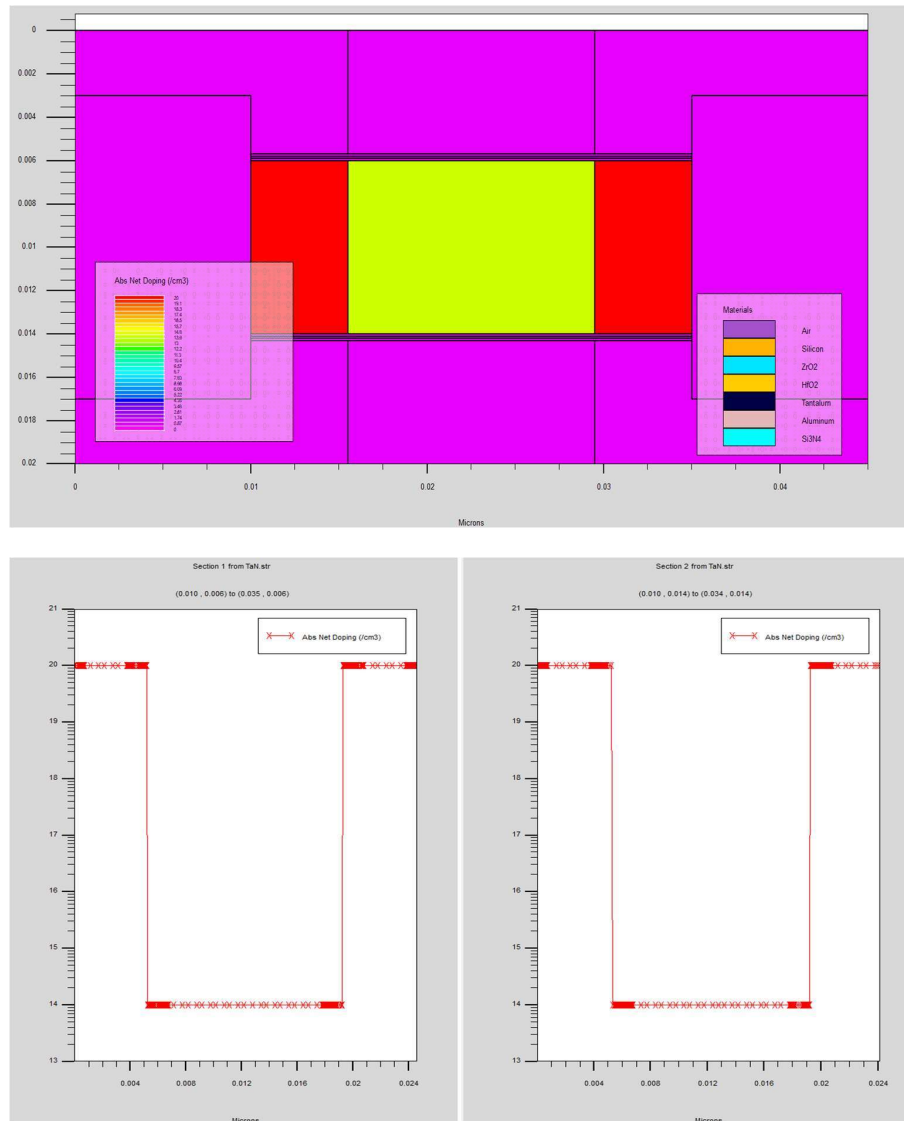 0
0.002
0.004
0.006
0.008
0.01
0.012
0.014
0.016
0.018
0.02
Abs Net Doping (/cm3)
20
19.1
Materials
Air
Silicon
ZrO2
HfO2
Tantalum
Aluminum
Si3N4
0 0.01 0.02 0.03 0.04
Microns
Section 1 from TaN.str
(0.010 , 0.006) to (0.035 , 0.006)
Abs Net Doping (/cm3)
21
20
19
18
17
16
15
14
13
0.004 0.008 0.012 0.016 0.02 0.024
Microns
Section 2 from TaN.str
(0.010 , 0.014) to (0.034 , 0.014)
Abs Net Doping (/cm3)
21
20
19
18
17
16
15
14
13
0.004 0.008 0.012 0.016 0.02 0.024
Microns